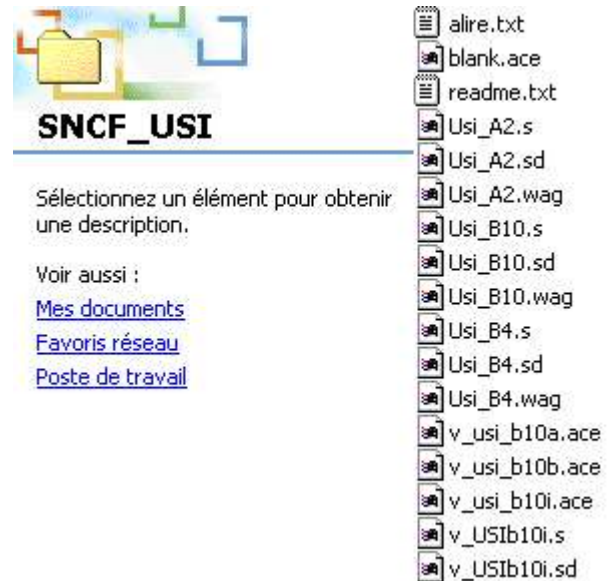 SNCF_USI
Sélectionnez un élément pour obtenir
une description.
Voir aussi :
Mes documents
Favoris réseau
Poste de travail
alire.txt
blank.ace
readme.txt
Usi_A2.s
Usi_A2.sd
Usi_A2.wag
Usi_B10.s
Usi_B10.sd
Usi_B10.wag
Usi_B4.s
Usi_B4.sd
Usi_B4.wag
v_usi_b10a.ace
v_usi_b10b.ace
v_usi_b10i.ace
v_USIb10i.s
v_USIb10i.sd